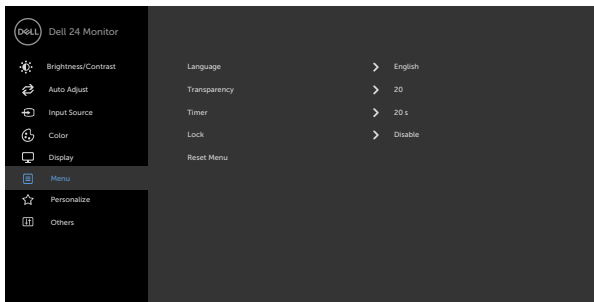 DELL Dell 24 Monitor
Brightness/Contrast
Auto Adjust
Input Source
Color
Display
Menu
Personalize
Others
Language English
Transparency 20
Timer 20 s
Lock Disable
Reset Menu